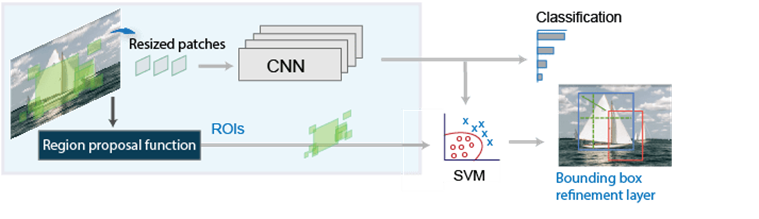 Classification
Resized patches
CNN
Region proposal function
ROIs
SVM
Bounding box
refinement layer